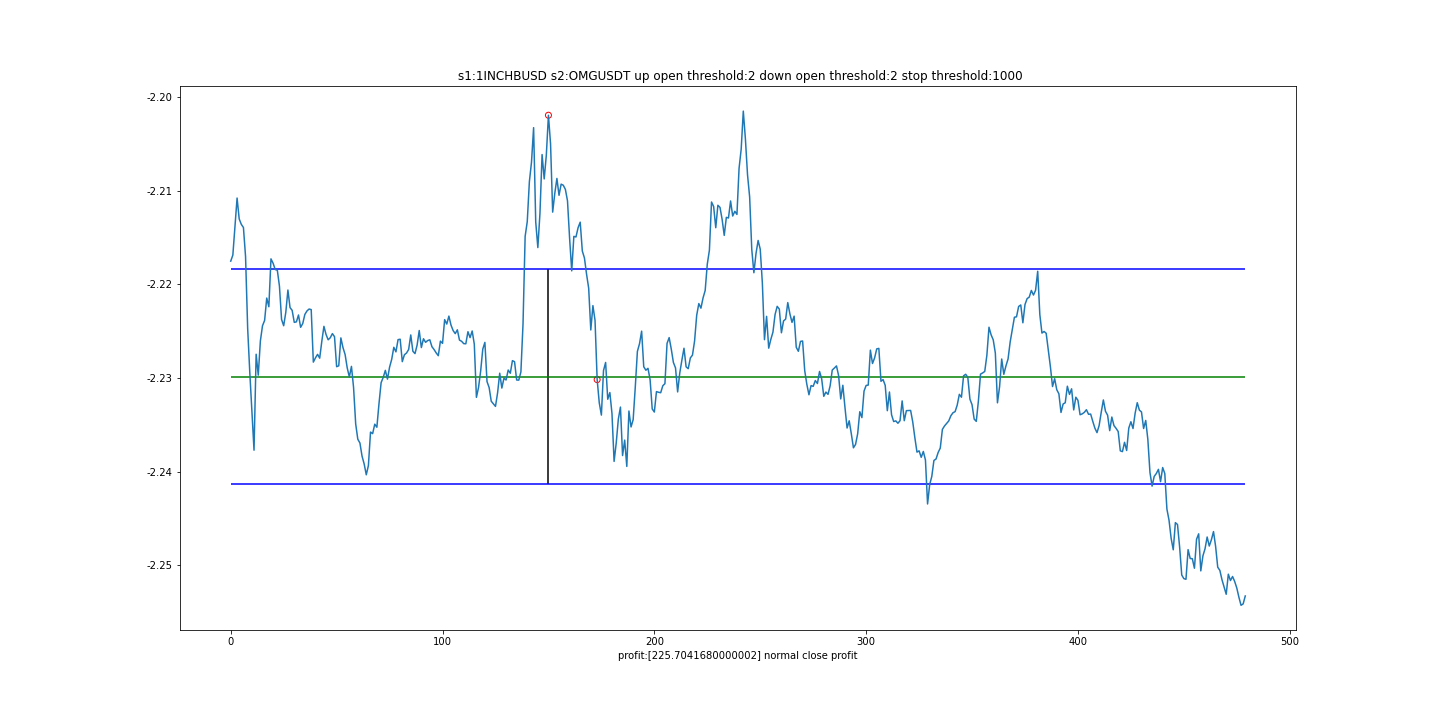 s1:1INCHBUSD s2:OMGUSDT up open threshold:2 down open threshold:2 stop threshold:1000
-2.20
-2.21
-2.22
-2.23
-2.24
-2.25
0 100 200 300 400 500
profit:[225.7041680000002] normal close profit